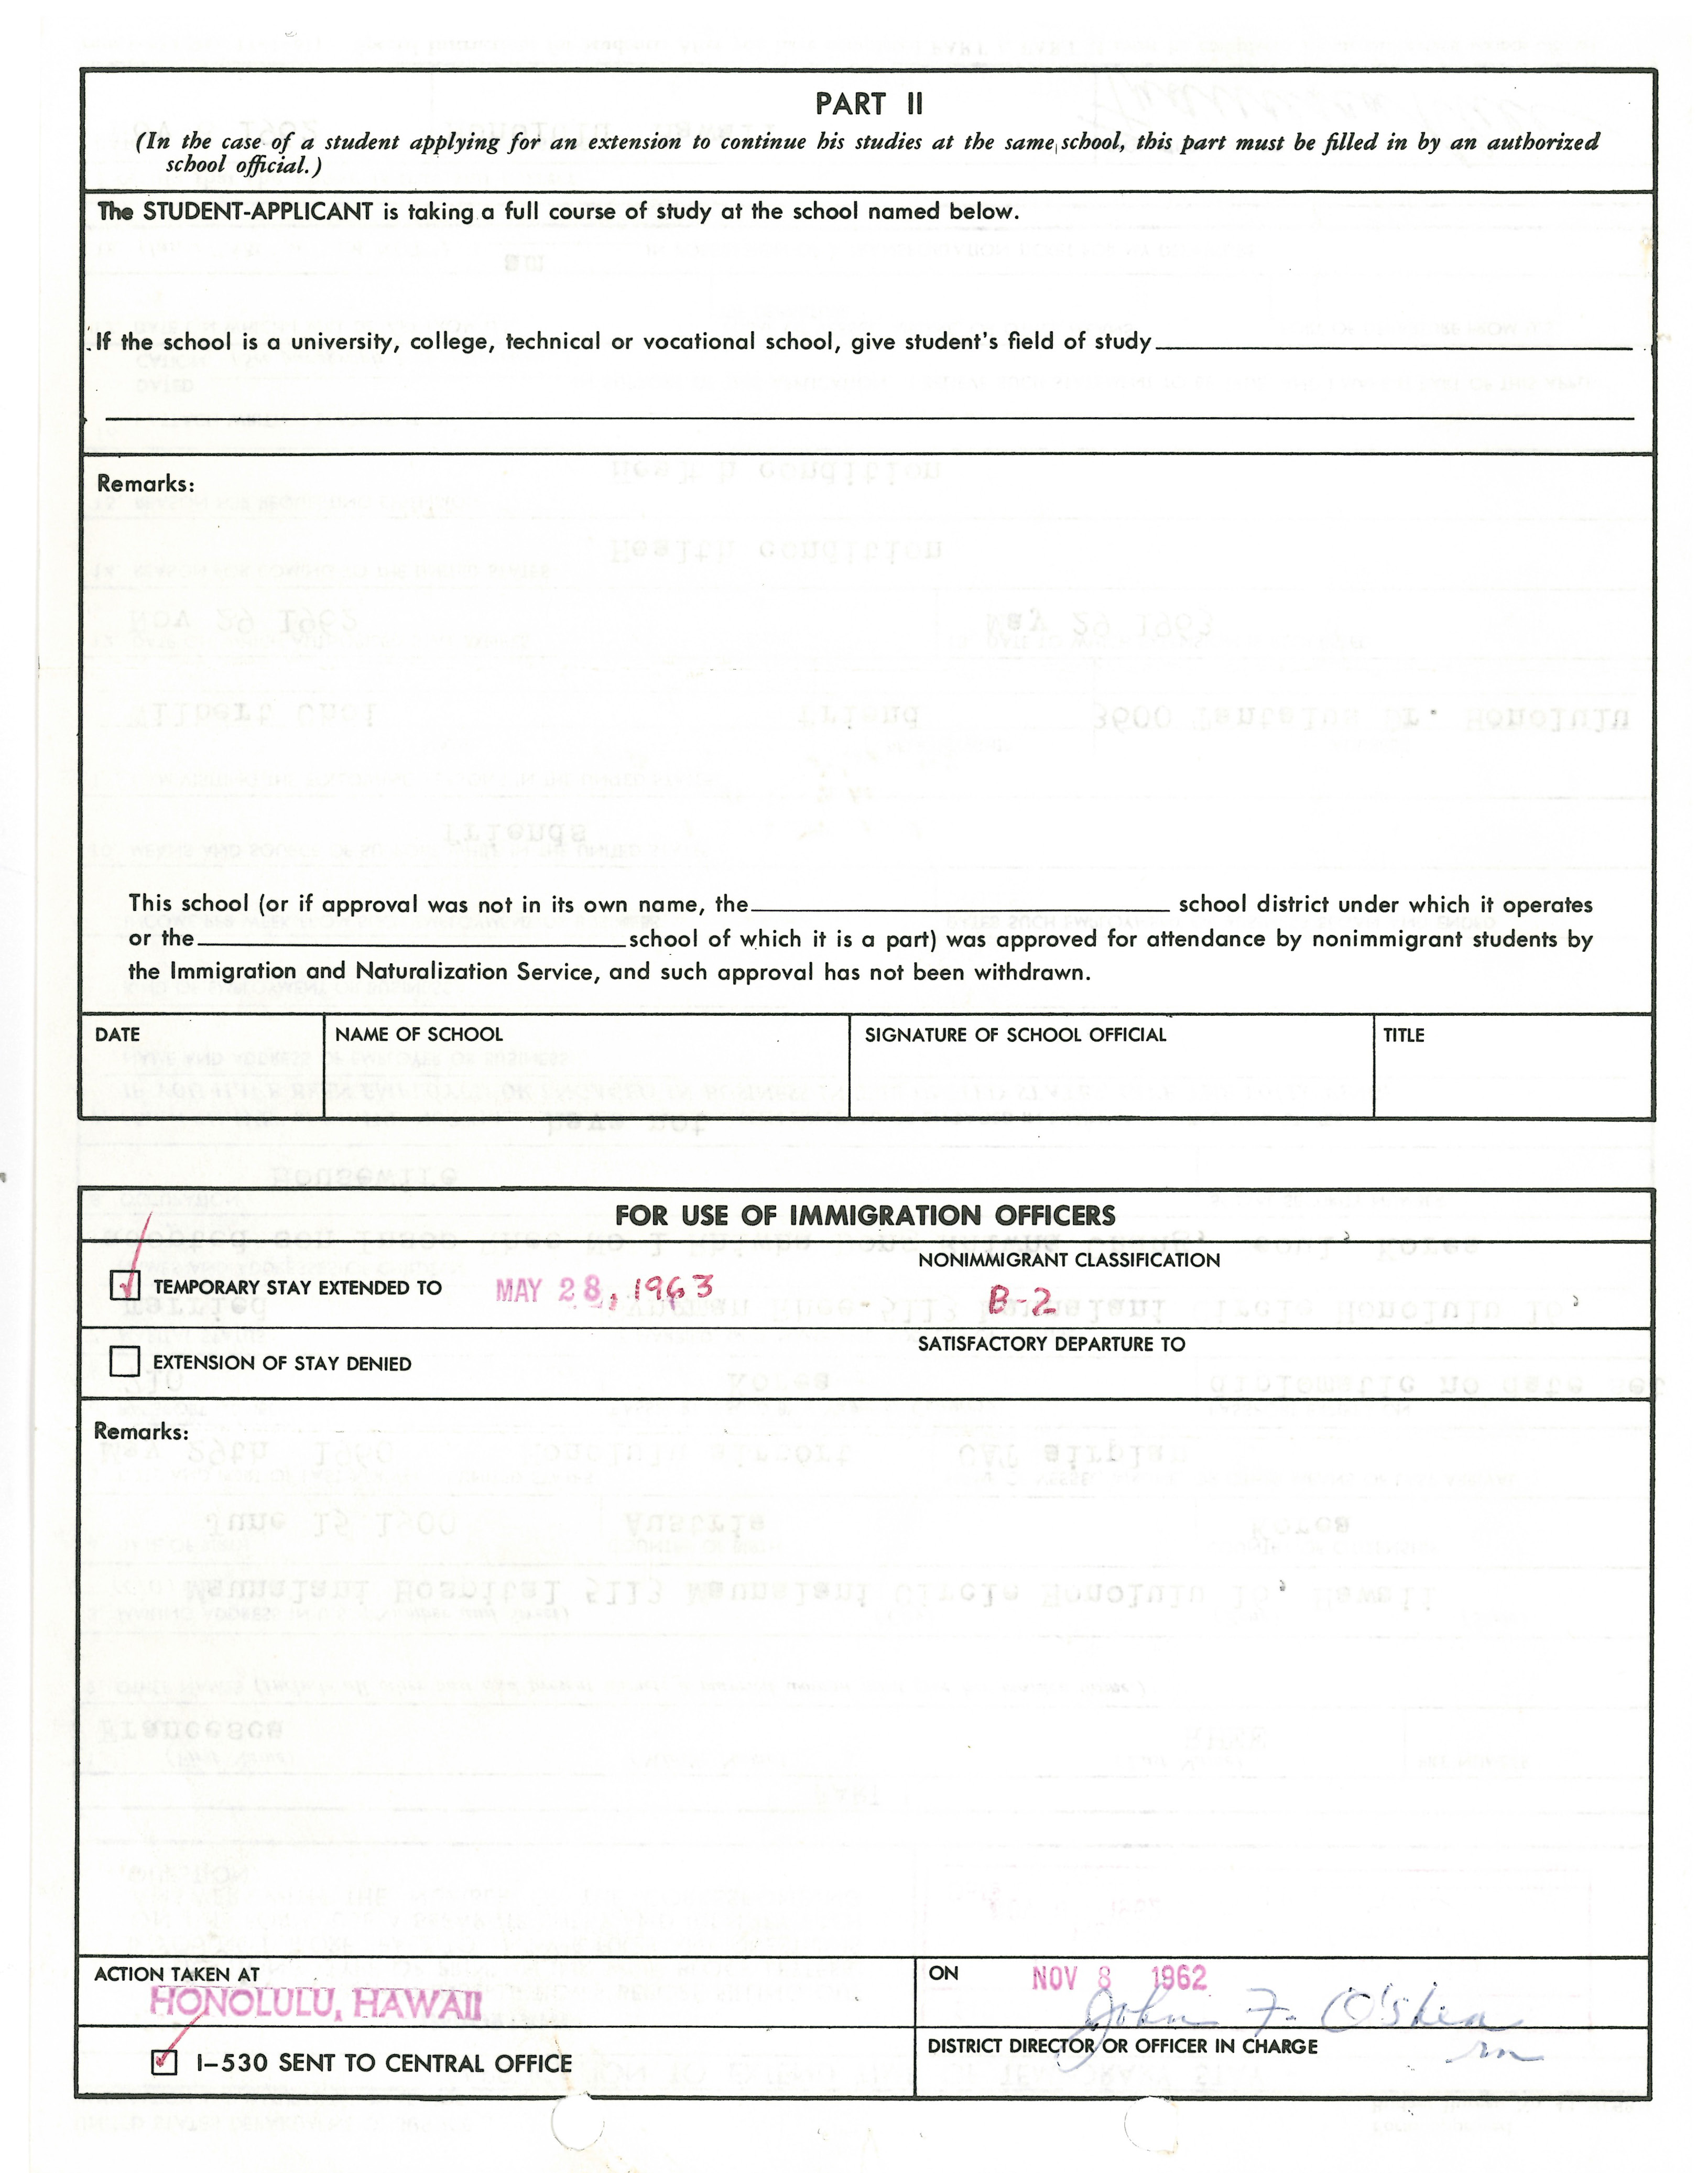 PART II
(In the case of a student applying for an extension to continue his studies at the same school, this part must be filled in by an authorized
school official.)
The STUDENT-APPLICANT is taking a full course of study at the school named below.
If the school is a university, college, technical or vocational school, give student's field of study
Remarks:
This school (or if approval was not in its own name, the school district under which it operates
or the school of which it is a part) was approved for attendance by nonimmigrant students by
the Immigration and Naturalization Service, and such approval has not been withdrawn.
DATE NAME OF SCHOOL SIGNATURE OF SCHOOL OFFICIAL TITLE
FOR USE OF IMMIGRATION OFFICERS
TEMPORARY STAY EXTENDED TO MAY 28, 1963
NONIMMIGRANT CLASSIFICATION
B-2
EXTENSION OF STAY DENIED
SATISFACTORY DEPARTURE TO
Remarks:
ACTION TAKEN AT
HONOLULU, HAWAII
ON NOV 8 1962
John F. O'Shea
DISTRICT DIRECTOR OR OFFICER IN CHARGE
I-530 SENT TO CENTRAL OFFICE